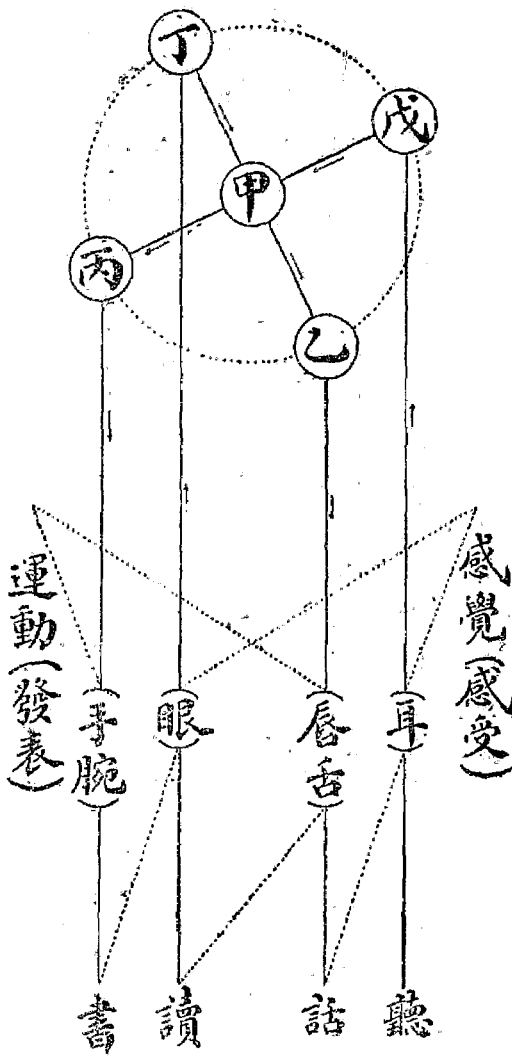 丁
戊
甲
丙
乙
感覺(感受)
運動(發表)
(耳)
(唇舌)
(眼)
(手腕)
聽
話
讀
書